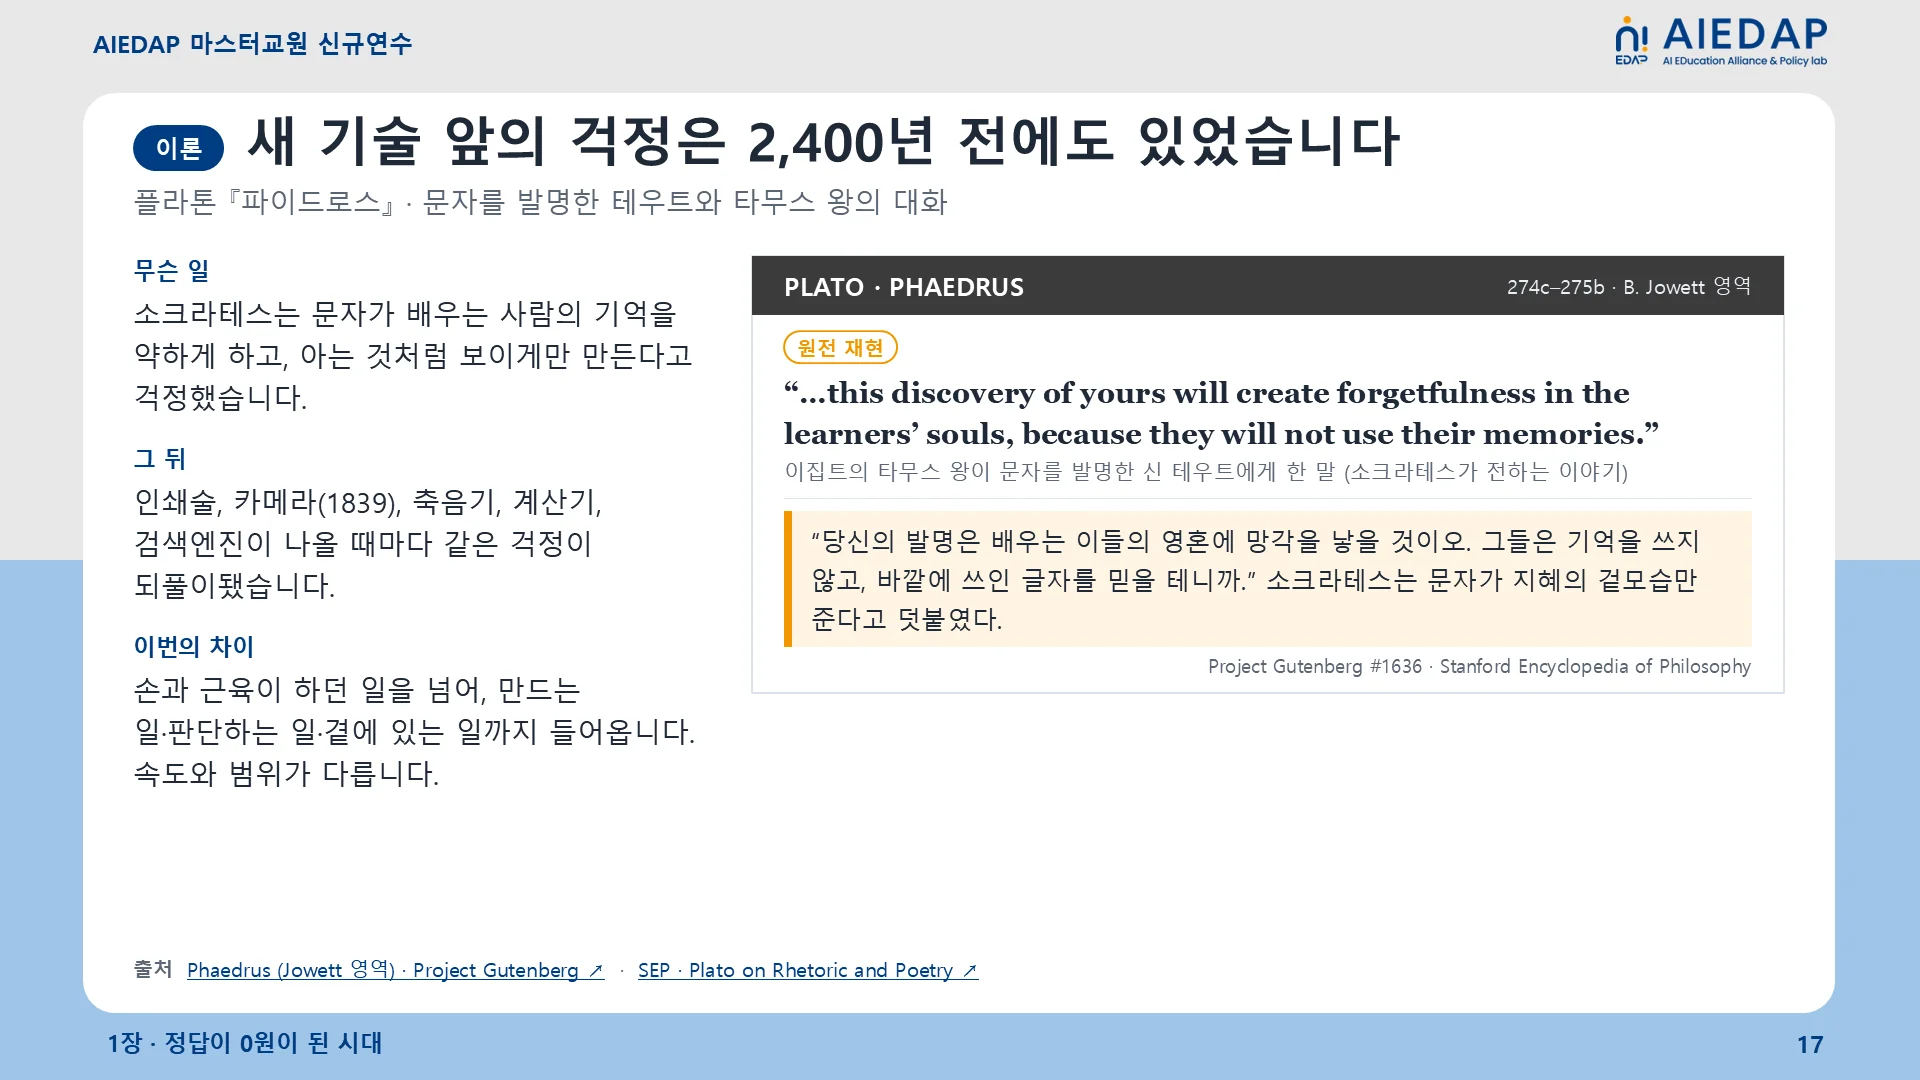 AIEDAP 마스터교원 신규연수
AIEDAP
EDAP
AI EDucation Alliance & Policy lab
이론
새 기술 앞의 걱정은 2,400년 전에도 있었습니다
플라톤 『파이드로스』 · 문자를 발명한 테우트와 타무스 왕의 대화
무슨 일
소크라테스는 문자가 배우는 사람의 기억을
약하게 하고, 아는 것처럼 보이게만 만든다고
걱정했습니다.
그 뒤
인쇄술, 카메라(1839), 축음기, 계산기,
검색엔진이 나올 때마다 같은 걱정이
되풀이됐습니다.
이번의 차이
손과 근육이 하던 일을 넘어, 만드는
일·판단하는 일·곁에 있는 일까지 들어옵니다.
속도와 범위가 다릅니다.
PLATO · PHAEDRUS
274c–275b · B. Jowett 영역
원전 재현
“…this discovery of yours will create forgetfulness in the
learners’ souls, because they will not use their memories.”
이집트의 타무스 왕이 문자를 발명한 신 테우트에게 한 말 (소크라테스가 전하는 이야기)
“당신의 발명은 배우는 이들의 영혼에 망각을 낳을 것이오. 그들은 기억을 쓰지
않고, 바깥에 쓰인 글자를 믿을 테니까.” 소크라테스는 문자가 지혜의 겉모습만
준다고 덧붙였다.
Project Gutenberg #1636 · Stanford Encyclopedia of Philosophy
출처 Phaedrus (Jowett 영역) · Project Gutenberg ↗ · SEP · Plato on Rhetoric and Poetry ↗
1장 · 정답이 0원이 된 시대
17